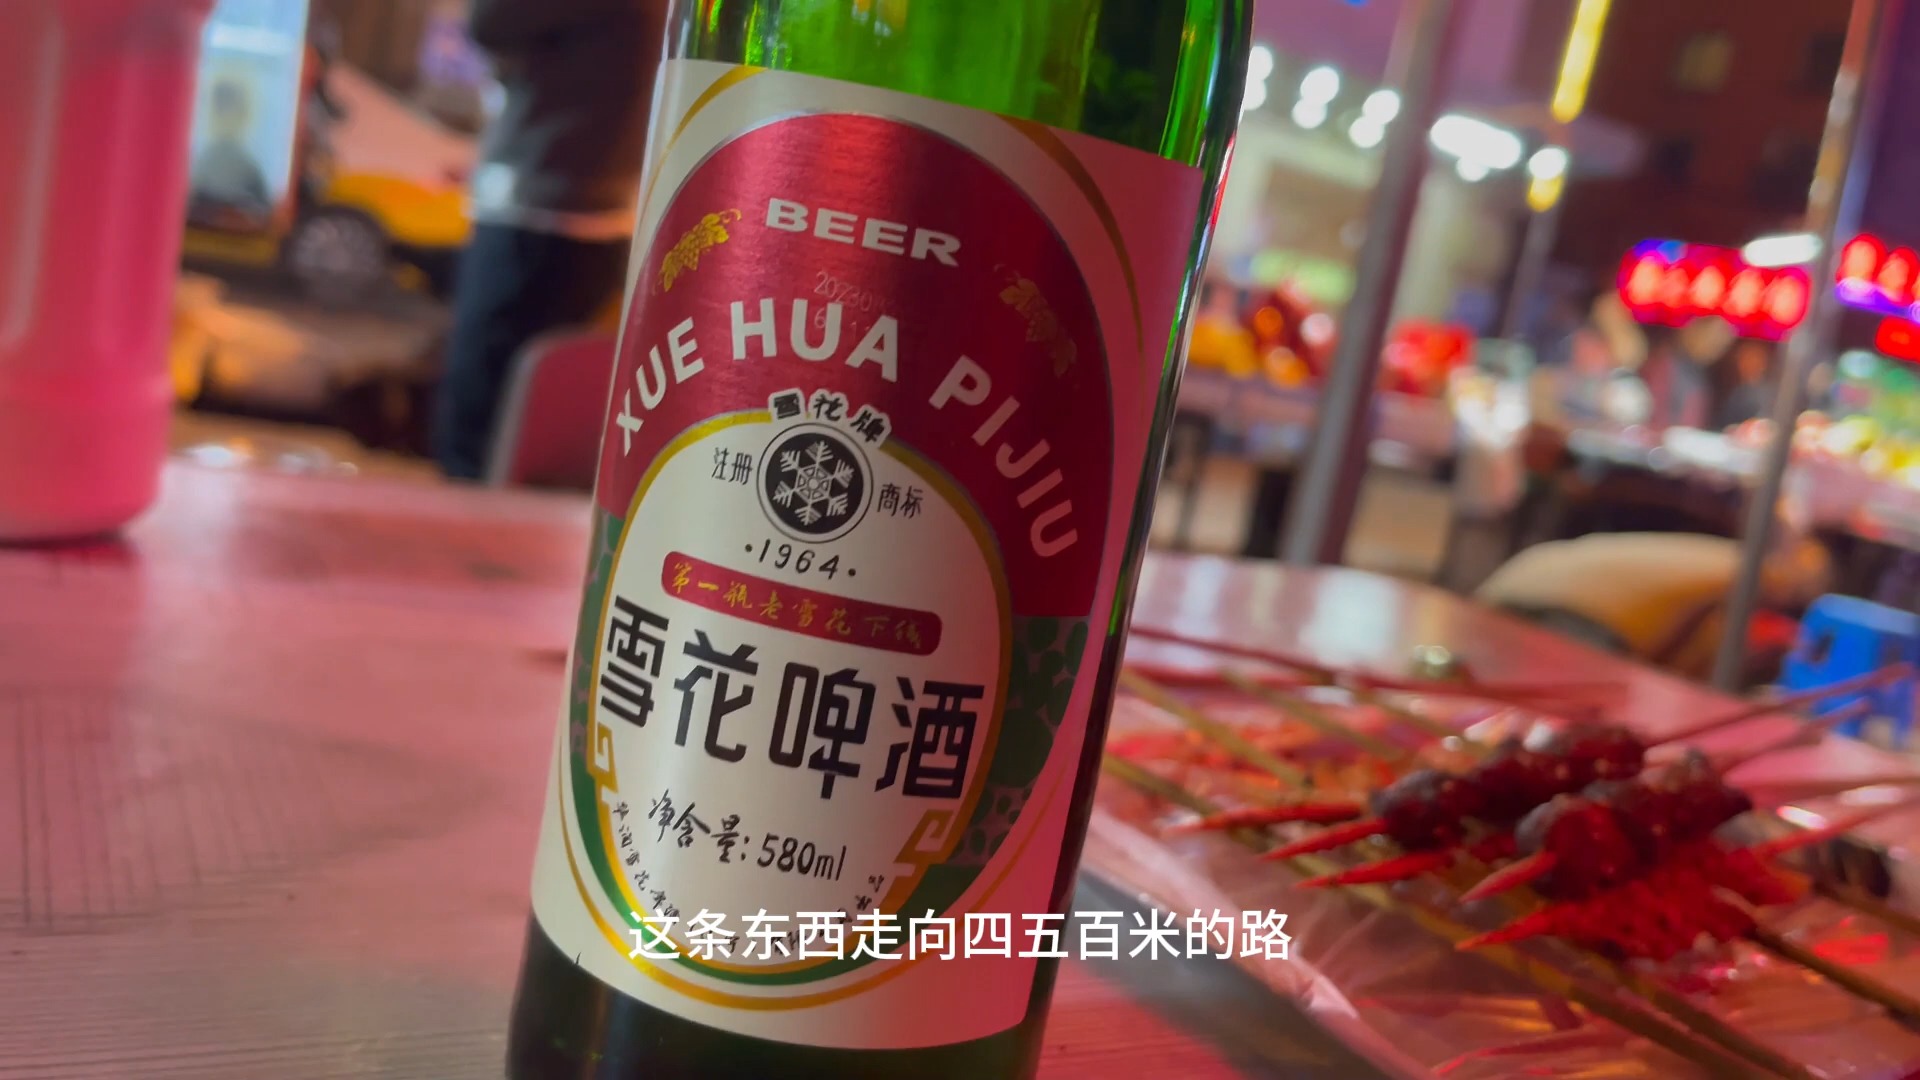 BEER
XUE HUA PIJIU
雪花牌
注册 商标
·1964·
第一瓶老雪花下线
雪花啤酒
净含量:580ml
这条东西走向四五百米的路